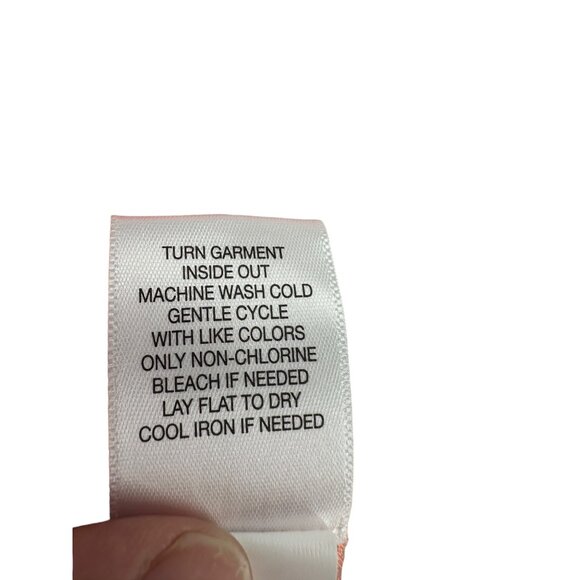 TURN GARMENT
INSIDE OUT
MACHINE WASH COLD
GENTLE CYCLE
WITH LIKE COLORS
ONLY NON-CHLORINE
BLEACH IF NEEDED
LAY FLAT TO DRY
COOL IRON IF NEEDED